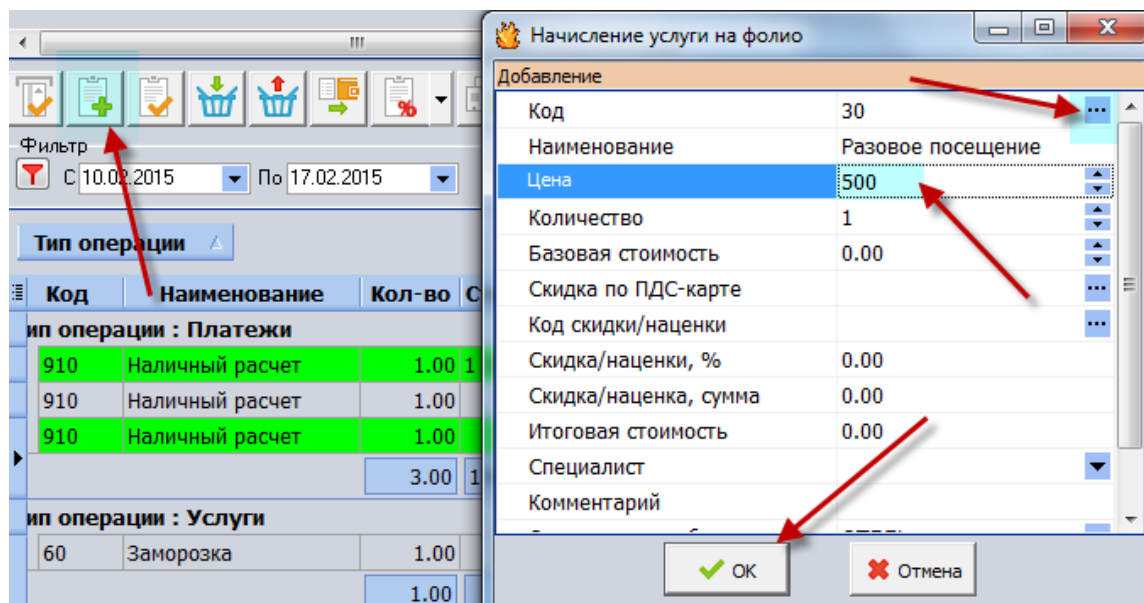 Фильтр
С 10.02.2015 По 17.02.2015
Тип операции
Код Наименование Кол-во С
ип операции : Платежи
910 Наличный расчет 1.00 1
910 Наличный расчет 1.00
910 Наличный расчет 1.00
3.00 1
ип операции : Услуги
60 Заморозка 1.00
1.00
Начисление услуги на фолио
Добавление
Код 30
Наименование Разовое посещение
Цена 500
Количество 1
Базовая стоимость 0.00
Скидка по ПДС-карте
Код скидки/наценки
Скидка/наценки, % 0.00
Скидка/наценка, сумма 0.00
Итоговая стоимость 0.00
Специалист
Комментарий
ОК Отмена